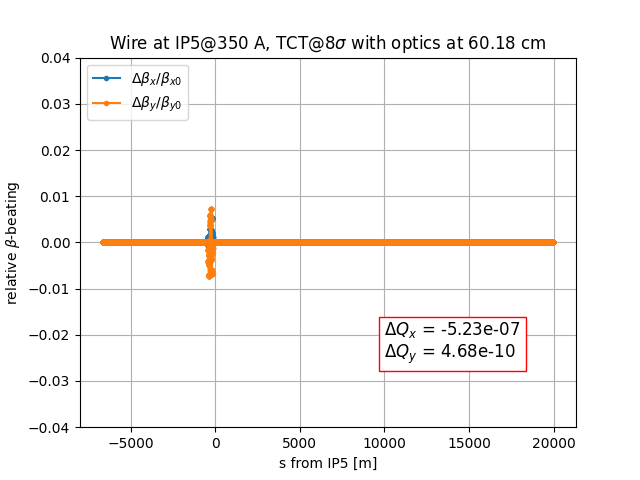 Wire at IP5@350 A, TCT@8σ with optics at 60.18 cm
0.04
0.03
0.02
0.01
0.00
−0.01
−0.02
−0.03
−0.04
relative β-beating
Δβx/βx0
Δβy/βy0
ΔQx = -5.23e-07
ΔQy = 4.68e-10
−5000 0 5000 10000 15000 20000
s from IP5 [m]